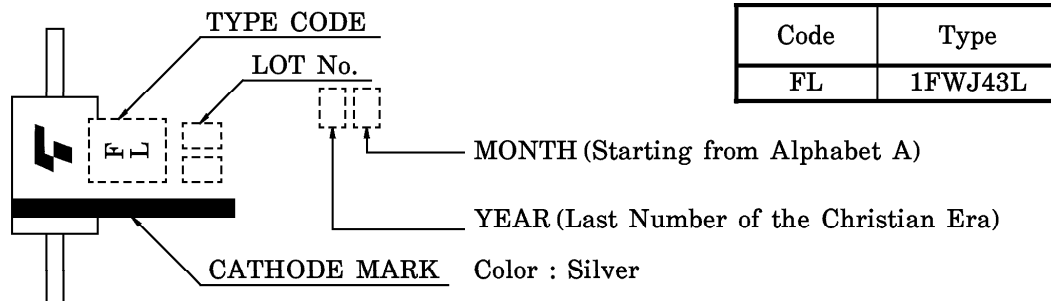 TYPE CODE
LOT No.
FL
MONTH (Starting from Alphabet A)
YEAR (Last Number of the Christian Era)
CATHODE MARK Color : Silver
Code Type
FL 1FWJ43L